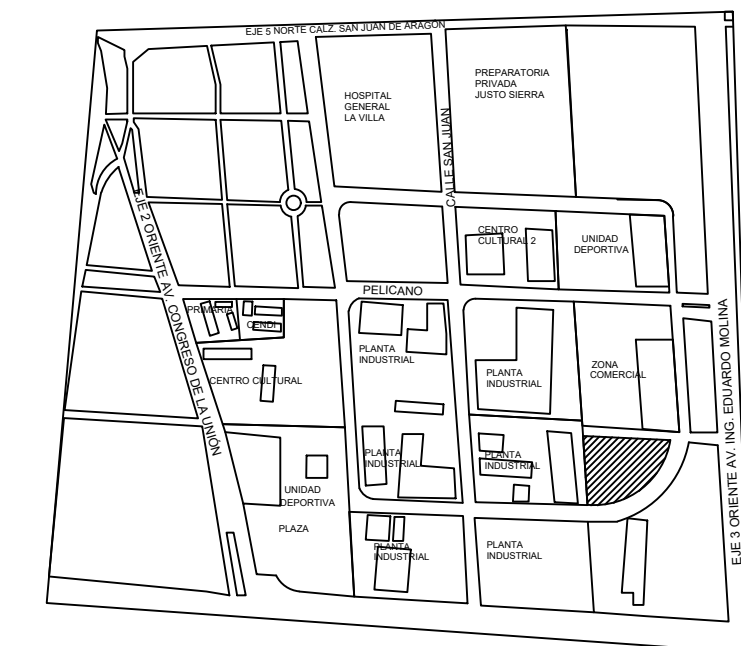 EJE 5 NORTE CALZ. SAN JUAN DE ARAGON
HOSPITAL
GENERAL
LA VILLA
PREPARATORIA
PRIVADA
JUSTO SIERRA
CALLE SAN JUAN
EJE 2 ORIENTE AV. CONGRESO DE LA UNIÓN
CENTRO
CULTURAL 2
UNIDAD
DEPORTIVA
PELICANO
PRIMARIA
CENDI
CENTRO CULTURAL
PLANTA
INDUSTRIAL
PLANTA
INDUSTRIAL
ZONA
COMERCIAL
EJE 3 ORIENTE AV. ING. EDUARDO MOLINA
PLANTA
INDUSTRIAL
PLANTA
INDUSTRIAL
UNIDAD
DEPORTIVA
PLAZA
PLANTA
INDUSTRIAL
PLANTA
INDUSTRIAL